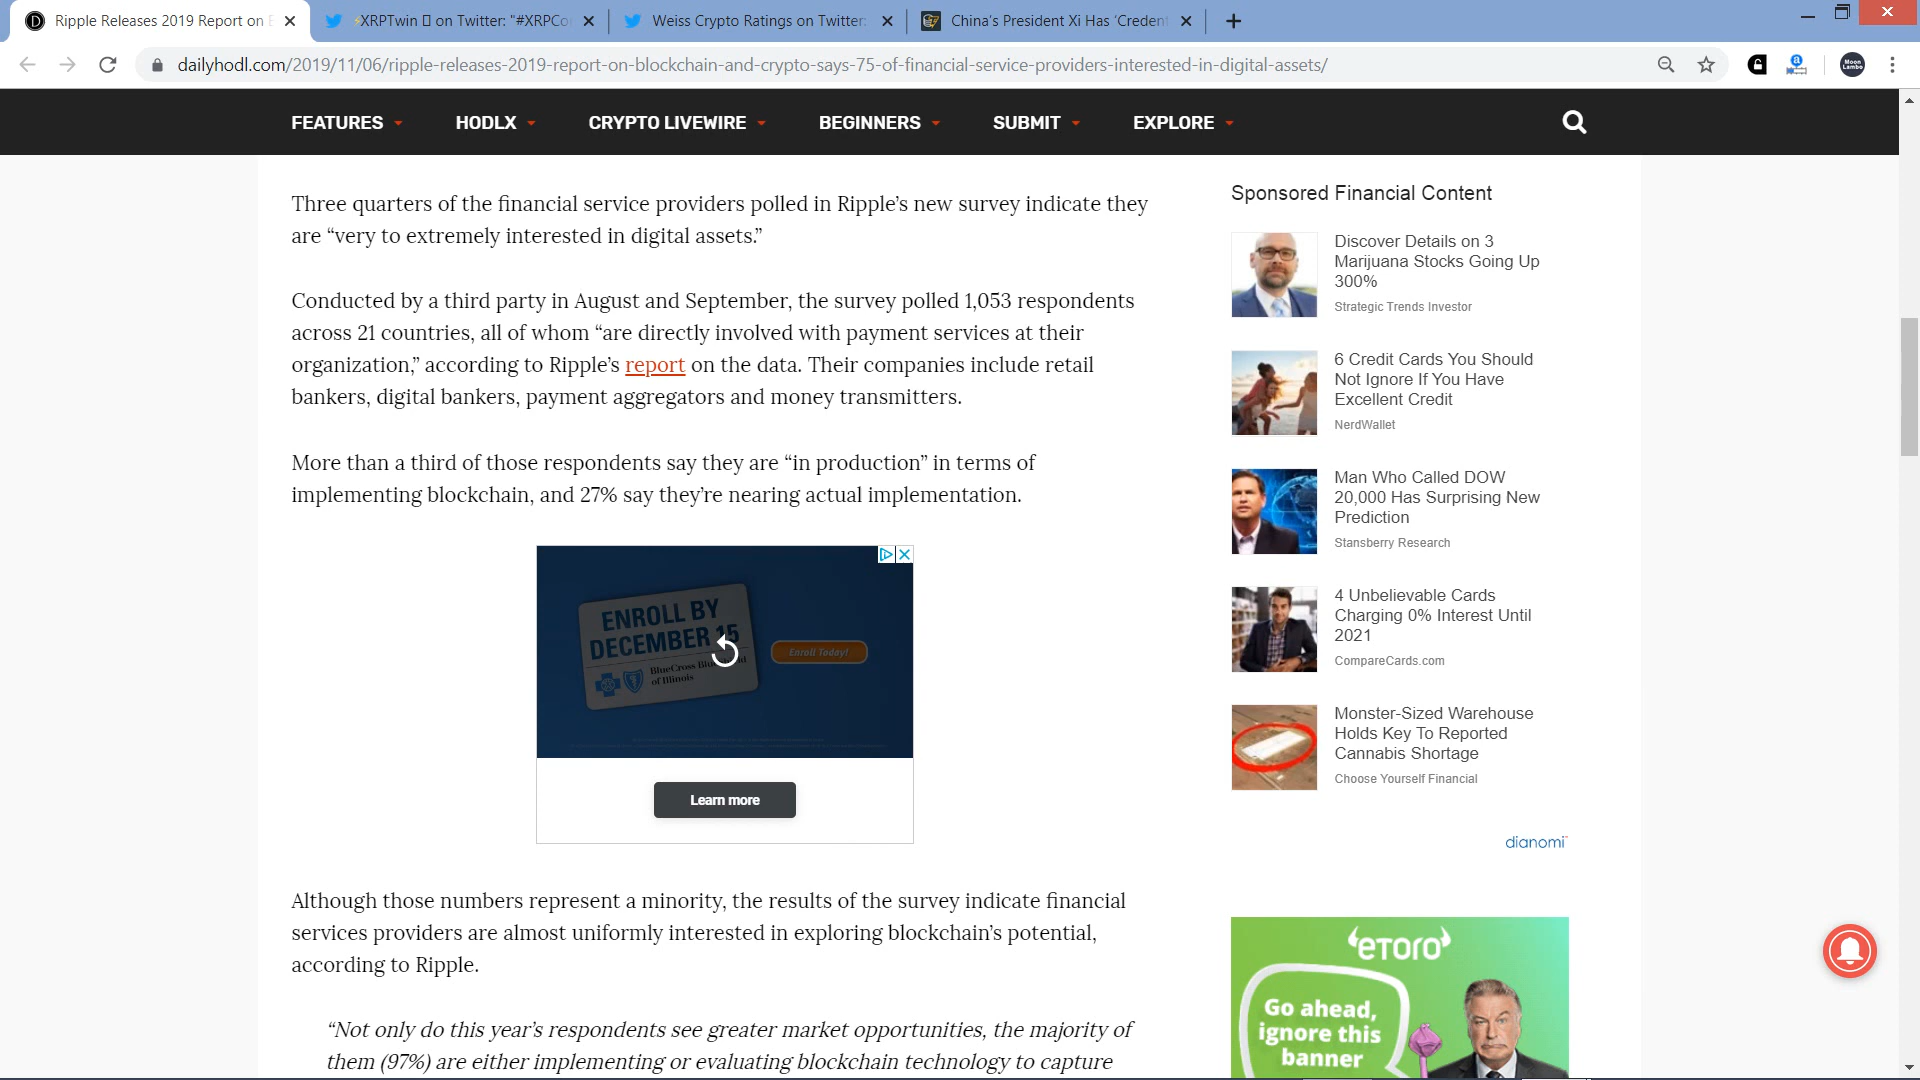 Ripple Releases 2019 Report on
XRPTwin on Twitter: "#XRPCo
Weiss Crypto Ratings on Twitter:
China's President Xi Has 'Credent
dailyhodl.com/2019/11/06/ripple-releases-2019-report-on-blockchain-and-crypto-says-75-of-financial-service-providers-interested-in-digital-assets/
Moon
Lambo
FEATURES
HODLX
CRYPTO LIVEWIRE
BEGINNERS
SUBMIT
EXPLORE
Three quarters of the financial service providers polled in Ripple’s new survey indicate they
are “very to extremely interested in digital assets.”
Conducted by a third party in August and September, the survey polled 1,053 respondents
across 21 countries, all of whom “are directly involved with payment services at their
organization,” according to Ripple’s report on the data. Their companies include retail
bankers, digital bankers, payment aggregators and money transmitters.
More than a third of those respondents say they are “in production” in terms of
implementing blockchain, and 27% say they’re nearing actual implementation.
ENROLL BY
DECEMBER 15
BlueCross BlueShield
of Illinois
Enroll Today!
Learn more
Although those numbers represent a minority, the results of the survey indicate financial
services providers are almost uniformly interested in exploring blockchain’s potential,
according to Ripple.
“Not only do this year’s respondents see greater market opportunities, the majority of
them (97%) are either implementing or evaluating blockchain technology to capture
Sponsored Financial Content
Discover Details on 3
Marijuana Stocks Going Up
300%
Strategic Trends Investor
6 Credit Cards You Should
Not Ignore If You Have
Excellent Credit
NerdWallet
Man Who Called DOW
20,000 Has Surprising New
Prediction
Stansberry Research
4 Unbelievable Cards
Charging 0% Interest Until
2021
CompareCards.com
Monster-Sized Warehouse
Holds Key To Reported
Cannabis Shortage
Choose Yourself Financial
dianomi
eToro
Go ahead,
ignore this
banner